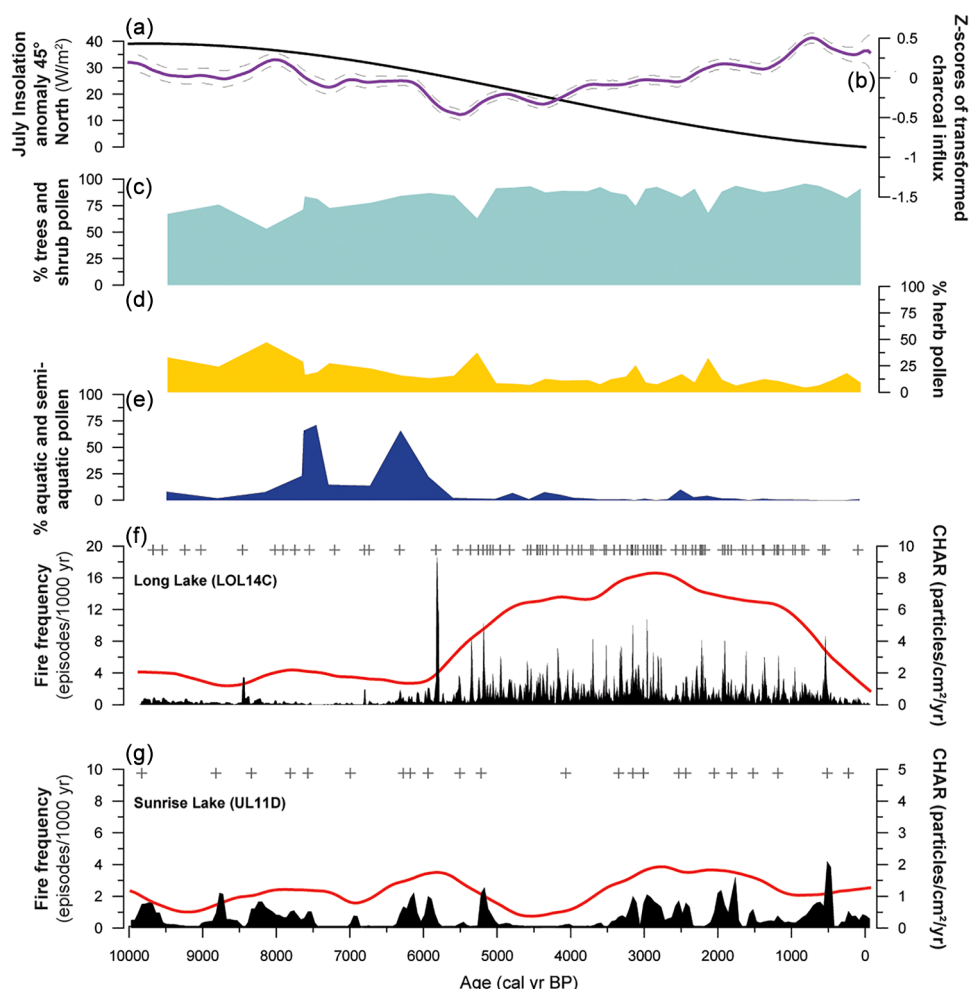 (a)
July Insolation
anomaly 45°
North (W/m²)
40
30
20
10
0
0.5
0
-0.5
-1
-1.5
(b)
Z-scores of transformed
charcoal influx
(c)
% trees and
shrub pollen
100
75
50
25
0
(d)
100
75
50
25
0
% herb pollen
(e)
% aquatic and semi-
aquatic pollen
100
75
50
25
0
(f)
Long Lake (LOL14C)
Fire frequency
(episodes/1000 yr)
20
16
12
8
4
0
10
8
6
4
2
0
CHAR (particles/cm²/yr)
(g)
Sunrise Lake (UL11D)
Fire frequency
(episodes/1000 yr)
10
8
6
4
2
0
5
4
3
2
1
0
CHAR (particles/cm²/yr)
10000 9000 8000 7000 6000 5000 4000 3000 2000 1000 0
Age (cal yr BP)